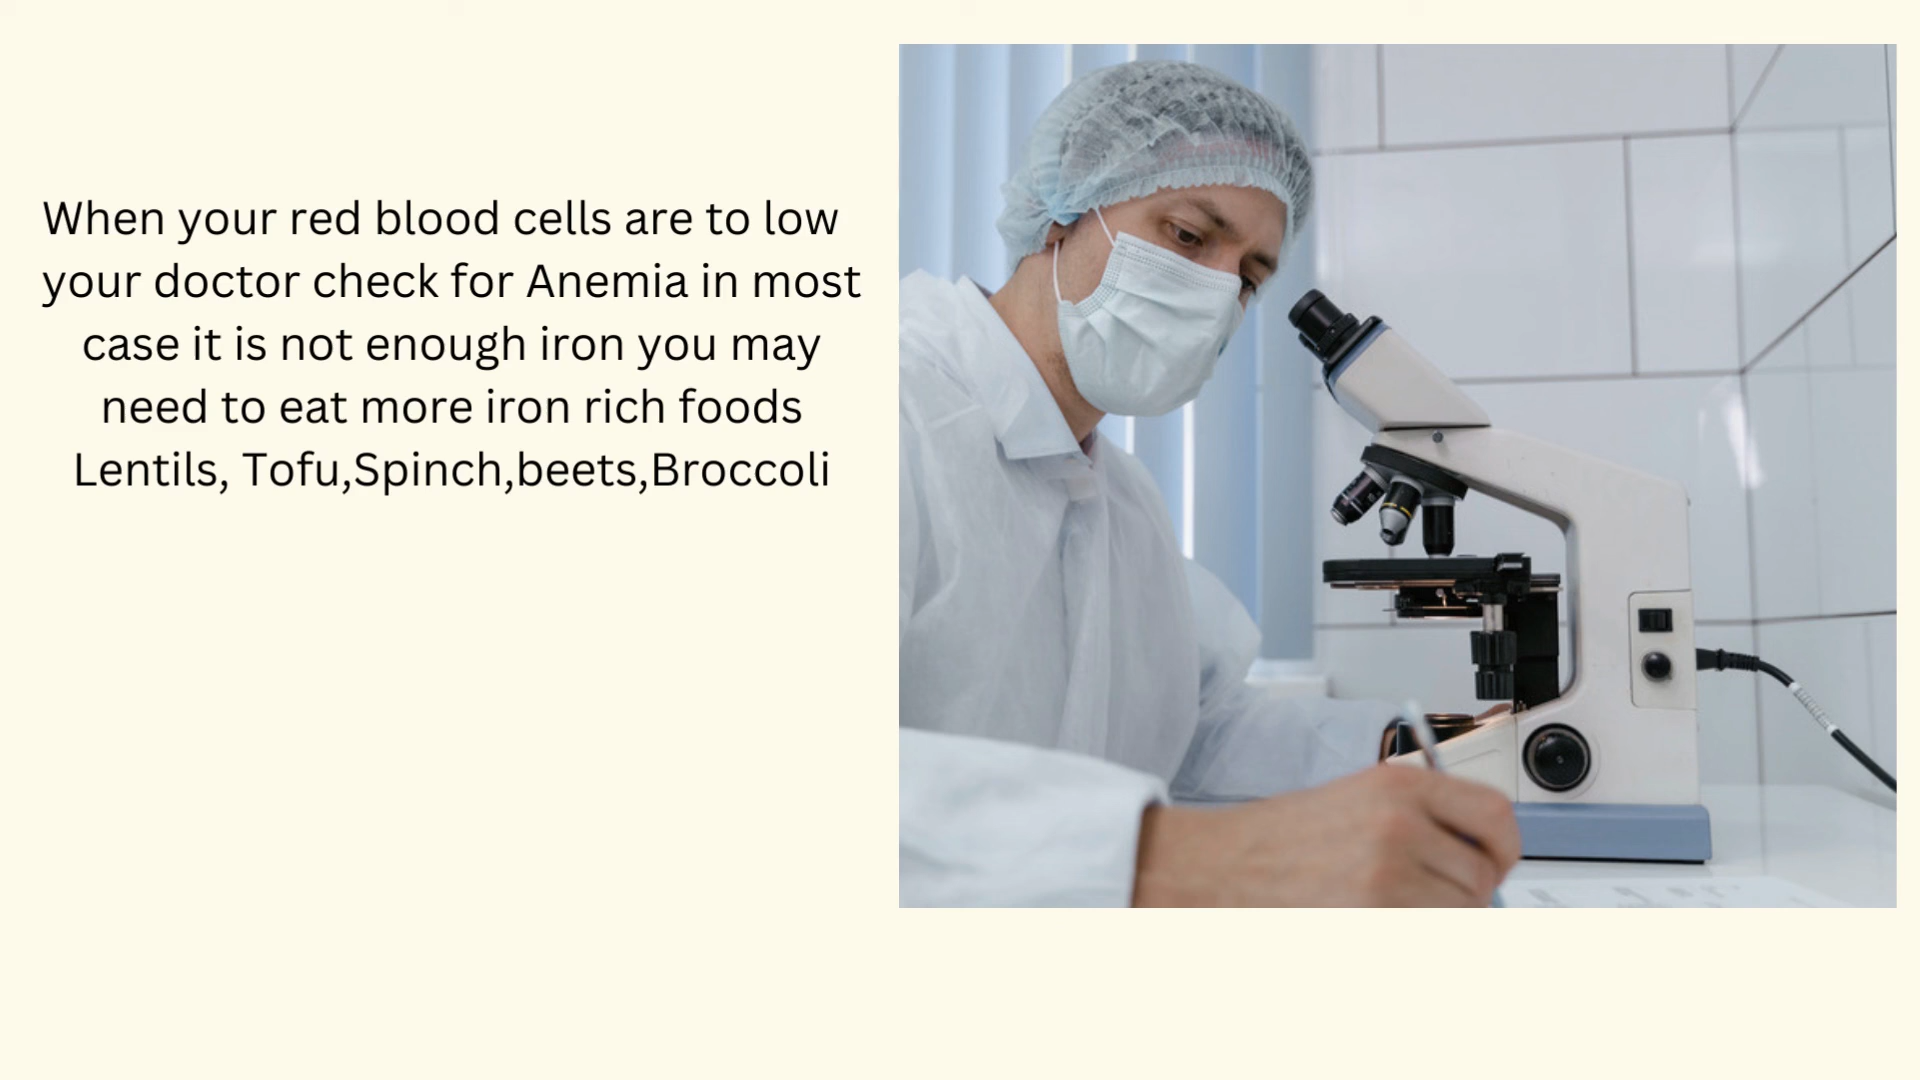 When your red blood cells are to low
your doctor check for Anemia in most
case it is not enough iron you may
need to eat more iron rich foods
Lentils, Tofu,Spinch,beets,Broccoli